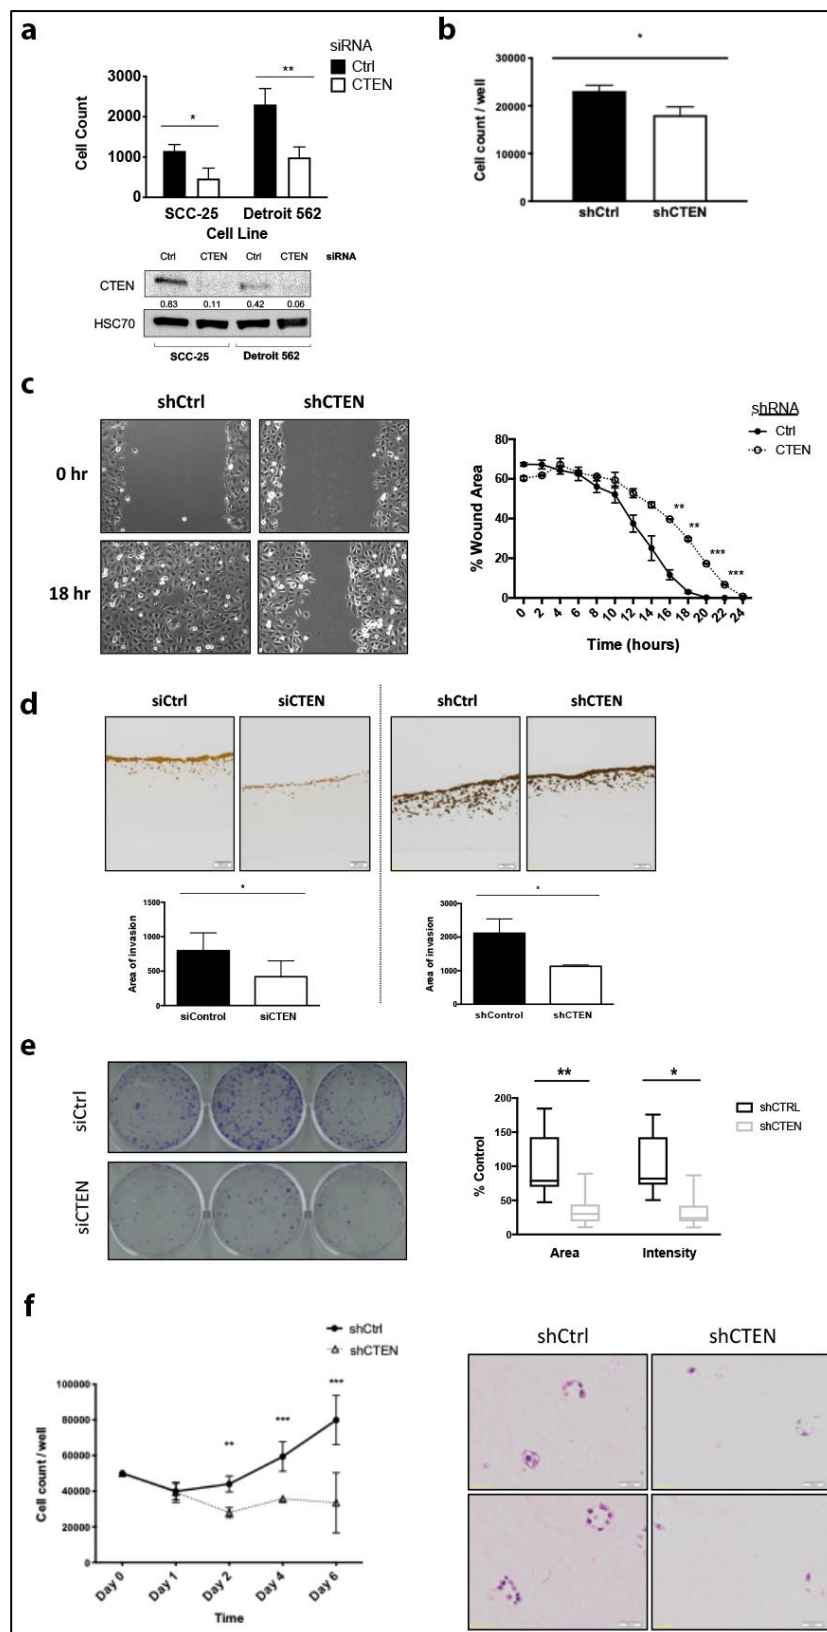 a
siRNA
Ctrl
CTEN
3000
2000
1000
0
Cell Count
*
**
SCC-25 Detroit 562
Cell Line
Ctrl CTEN Ctrl CTEN siRNA
CTEN
0.83 0.11 0.42 0.06
HSC70
SCC-25 Detroit 562
b
*
30000
20000
10000
0
Cell count / well
shCtrl shCTEN
c
shCtrl shCTEN
0 hr
18 hr
shRNA
Ctrl
CTEN
80
60
40
20
0
% Wound Area
**
**
***
***
0 2 4 6 8 10 12 14 16 18 20 22 24
Time (hours)
d
siCtrl siCTEN shCtrl shCTEN
*
1500
1000
500
0
Area of invasion
siControl siCTEN
*
3000
2000
1000
0
Area of invasion
shControl shCTEN
e
siCtrl
siCTEN
** *
200
150
100
50
0
% Control
Area Intensity
shCTRL
shCTEN
f
shCtrl
shCTEN
100000
80000
60000
40000
20000
0
Cell count / well
**
***
***
Day 0 Day 1 Day 2 Day 4 Day 6
Time
shCtrl shCTEN